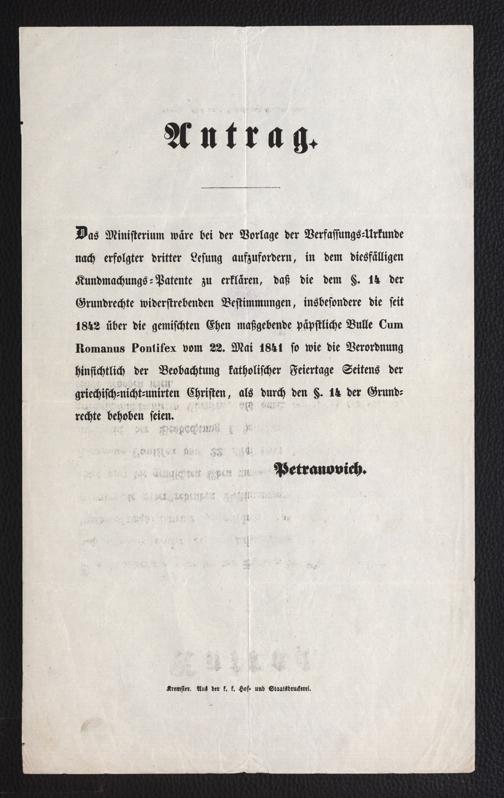 Antrag.
Das Ministerium wäre bei der Vorlage der Verfassungs-Urkunde
nach erfolgter dritter Lesung aufzufordern, in dem diesfälligen
Kundmachungs-Patente zu erklären, daß die dem §. 14 der
Grundrechte widerstrebenden Bestimmungen, insbesondere die seit
1842 über die gemischten Ehen maßgebende päpstliche Bulle Cum
Romanus Pontifex vom 22. Mai 1841 so wie die Verordnung
hinsichtlich der Beobachtung katholischer Feiertage Seitens der
griechisch-nicht-unirten Christen, als durch den §. 14 der Grund-
rechte behoben seien.
Petranovich.
Kremsier. Aus der k. k. Hof- und Staatsdruckerei.